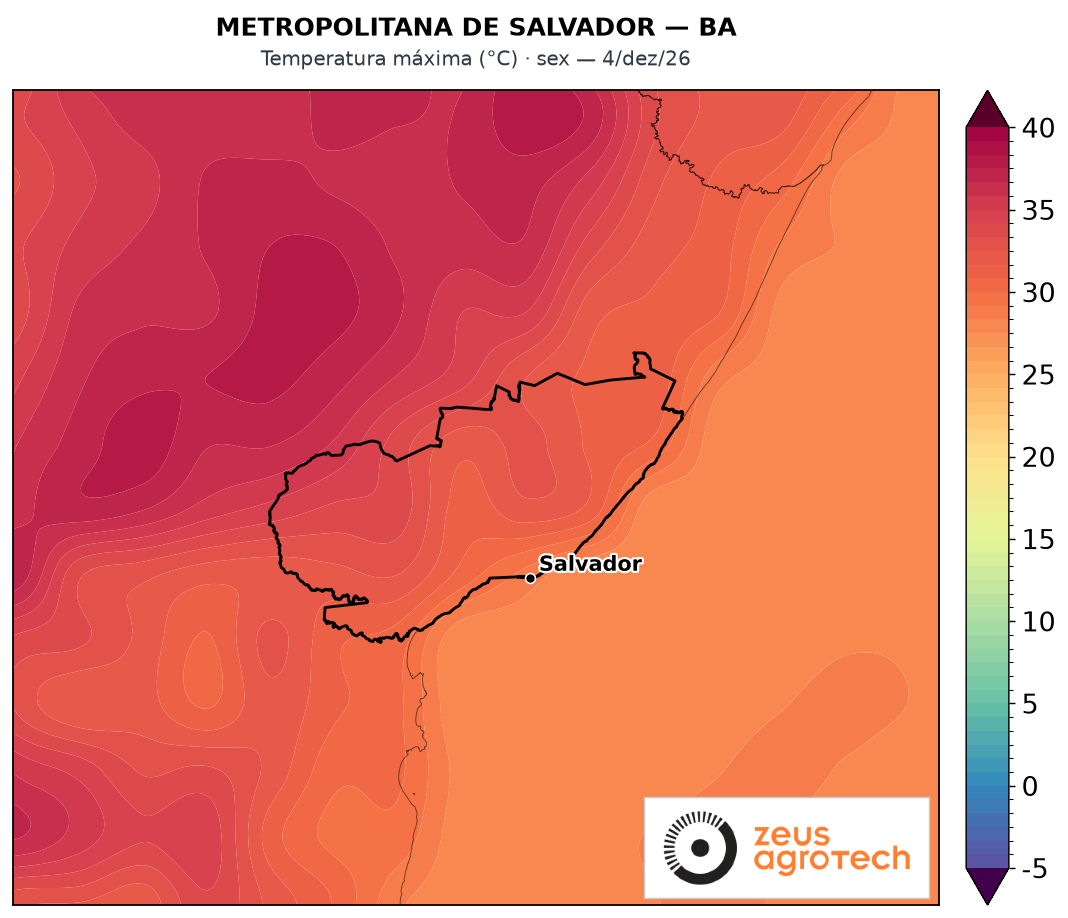 METROPOLITANA DE SALVADOR — BA
Temperatura máxima (°C) · sex — 4/dez/26
40
35
30
25
20
15
10
5
0
-5
Salvador
zeus
agrotech